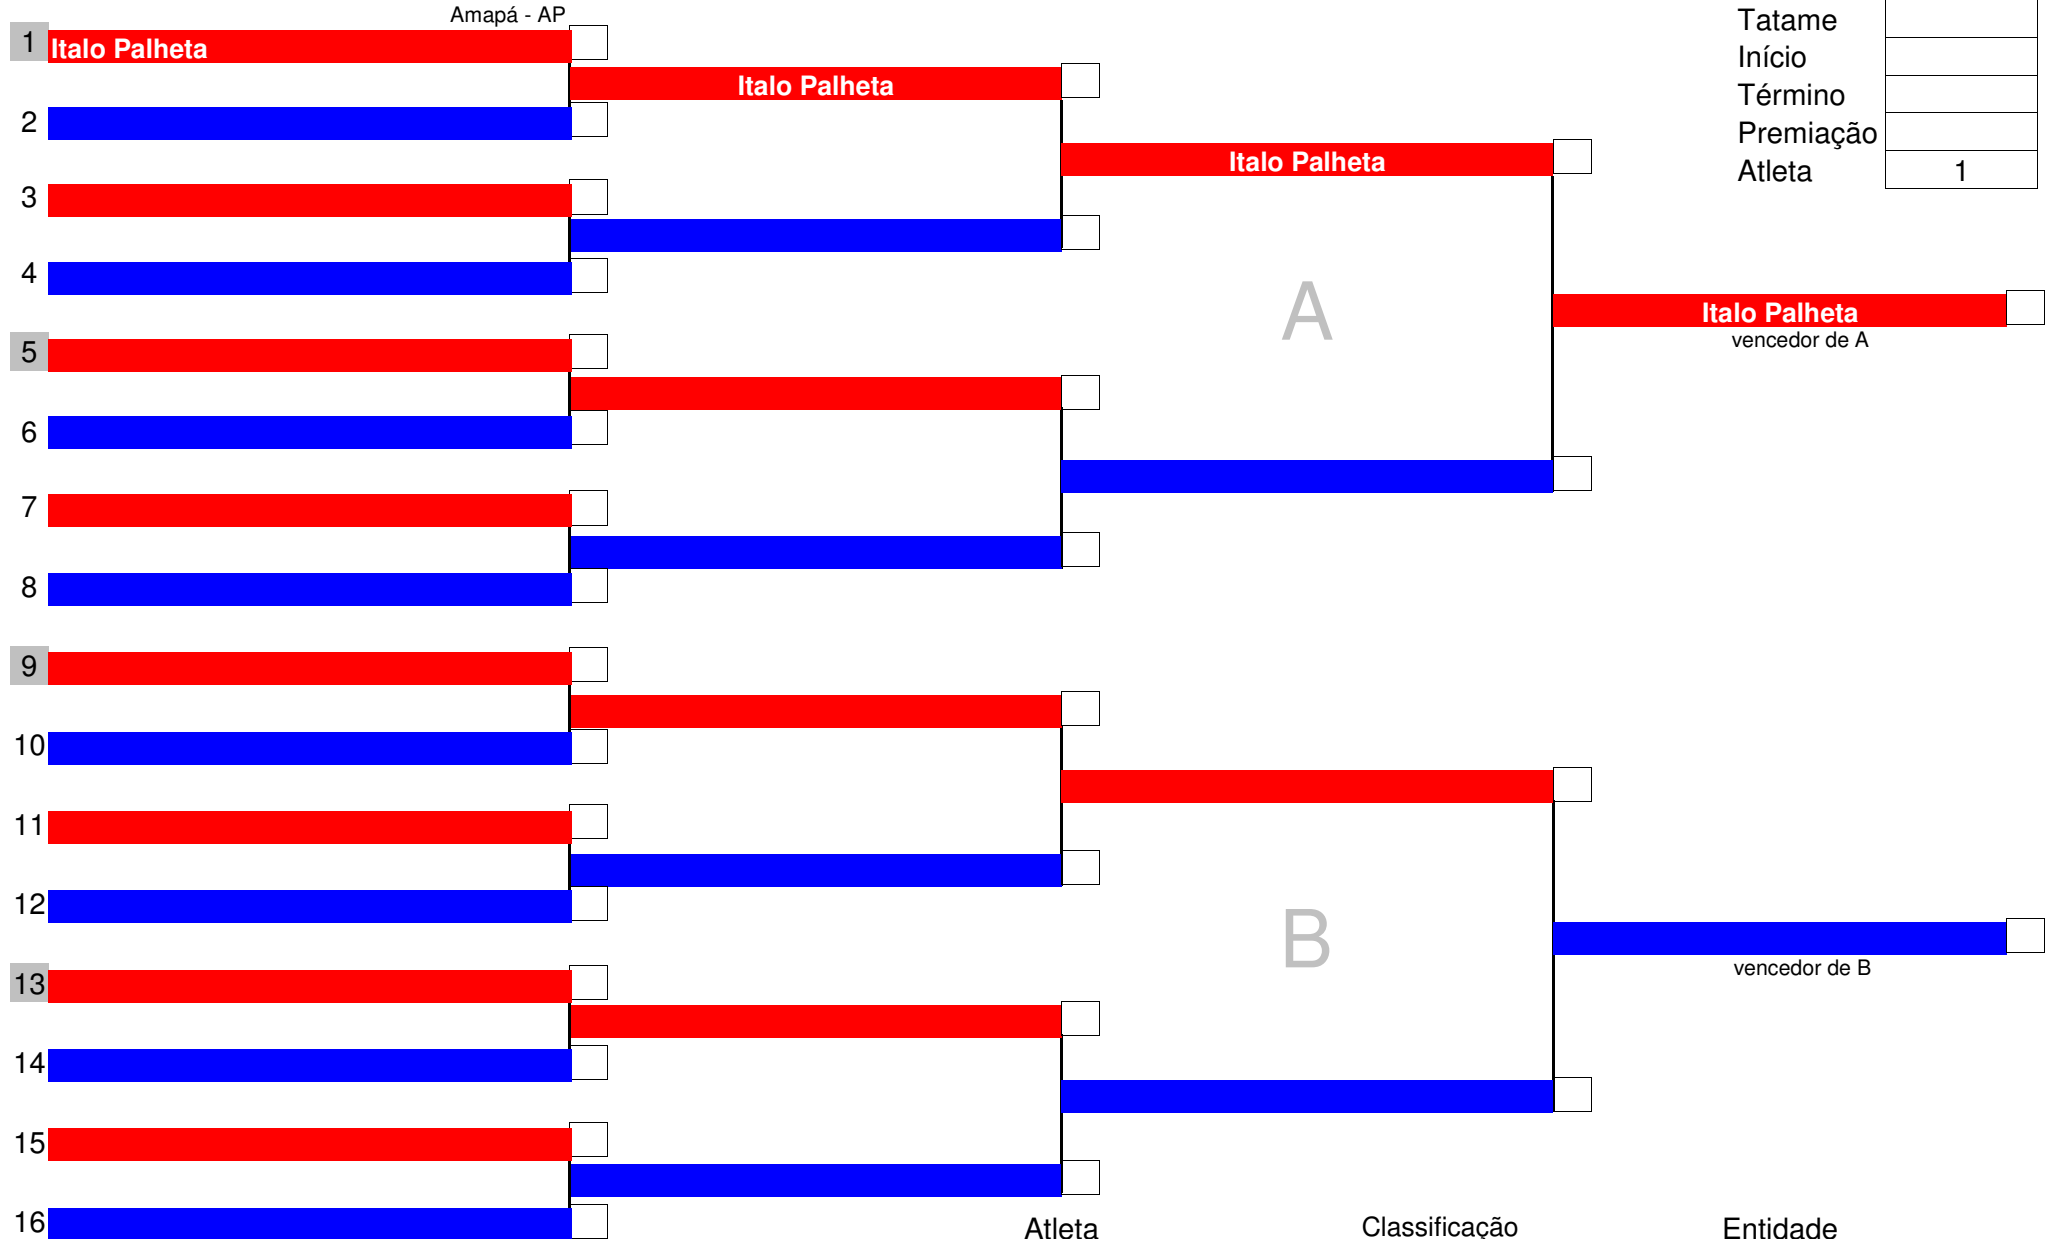 Amapá - AP
1 Italo Palheta
Italo Palheta
2
Italo Palheta
3
4
A
Italo Palheta
vencedor de A
5
6
7
8
9
10
11
12
B
vencedor de B
13
14
15
16
Tatame
Início
Término
Premiação
Atleta 1
Atleta Classificação Entidade